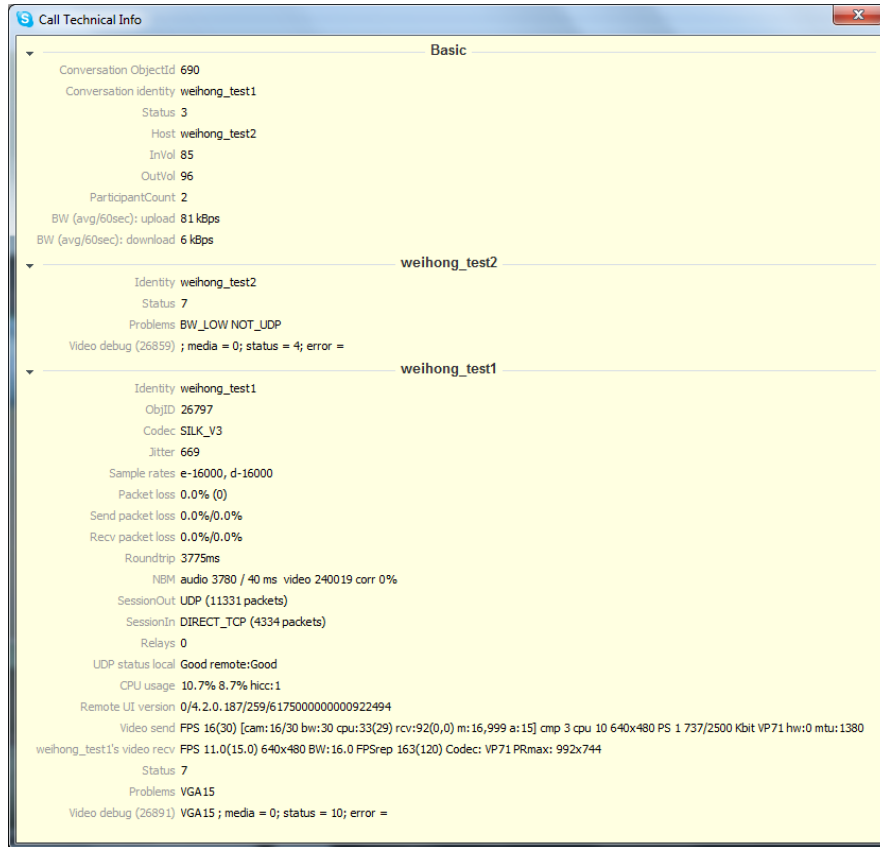 Call Technical Info
Basic
Conversation ObjectId 690
Conversation identity weihong_test1
Status 3
Host weihong_test2
InVol 85
OutVol 96
ParticipantCount 2
BW (avg/60sec): upload 81 kBps
BW (avg/60sec): download 6 kBps
weihong_test2
Identity weihong_test2
Status 7
Problems BW_LOW NOT_UDP
Video debug (26859) ; media = 0; status = 4; error =
weihong_test1
Identity weihong_test1
ObjID 26797
Codec SILK_V3
Jitter 669
Sample rates e-16000, d-16000
Packet loss 0.0% (0)
Send packet loss 0.0%/0.0%
Recv packet loss 0.0%/0.0%
Roundtrip 3775ms
NBM audio 3780 / 40 ms video 240019 corr 0%
SessionOut UDP (11331 packets)
SessionIn DIRECT_TCP (4334 packets)
Relays 0
UDP status local Good remote:Good
CPU usage 10.7% 8.7% hicc:1
Remote UI version 0/4.2.0.187/259/6175000000000922494
Video send FPS 16(30) [cam:16/30 bw:30 cpu:33(29) rcv:92(0,0) m:16,999 a:15] cmp 3 cpu 10 640x480 PS 1 737/2500 Kbit VP71 hw:0 mtu:1380
weihong_test1's video recv FPS 11.0(15.0) 640x480 BW:16.0 FPSrep 163(120) Codec: VP71 PRmax: 992x744
Status 7
Problems VGA15
Video debug (26891) VGA15 ; media = 0; status = 10; error =